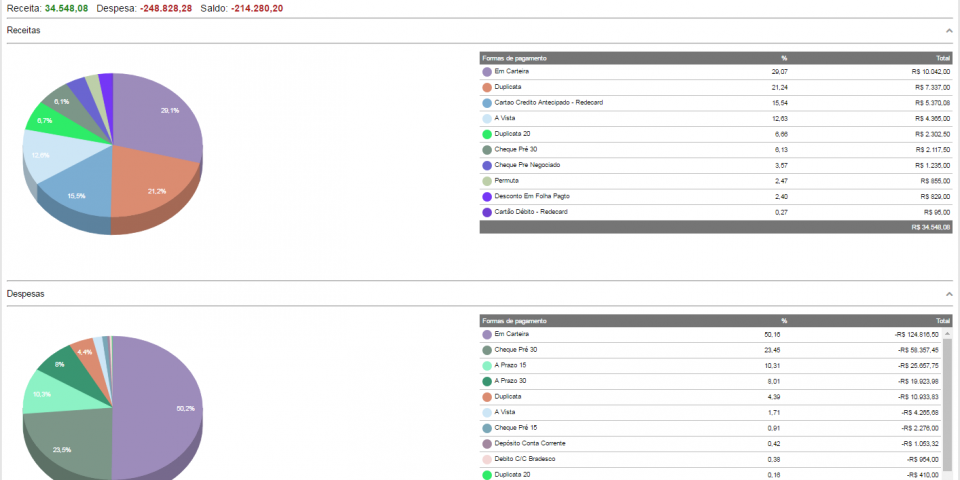 Receita: 34.548,08 Despesa: -248.828,28 Saldo: -214.280,20
Receitas
Formas de pagamento % Total
Em Carteira 29,07 R$ 10.042,00
Duplicata 21,24 R$ 7.337,00
Cartao Credito Antecipado - Redecard 15,54 R$ 5.370,08
A Vista 12,63 R$ 4.365,00
Duplicata 20 6,66 R$ 2.302,50
Cheque Pré 30 6,13 R$ 2.117,50
Cheque Pre Negociado 3,57 R$ 1.235,00
Permuta 2,47 R$ 855,00
Desconto Em Folha Pagto 2,40 R$ 829,00
Cartão Débito - Redecard 0,27 R$ 95,00
R$ 34.548,08
29,1%
21,2%
15,5%
12,6%
6,7%
6,1%
Despesas
Formas de pagamento % Total
Em Carteira 50,16 -R$ 124.816,50
Cheque Pré 30 23,45 -R$ 58.357,45
A Prazo 15 10,31 -R$ 25.657,75
A Prazo 30 8,01 -R$ 19.923,98
Duplicata 4,39 -R$ 10.933,83
A Vista 1,71 -R$ 4.265,68
Cheque Pré 15 0,91 -R$ 2.276,00
Depósito Conta Corrente 0,42 -R$ 1.053,32
Debito C/C Bradesco 0,38 -R$ 954,00
Duplicata 20 0,16 -R$ 410,00
50,2%
23,5%
10,3%
8%
4,4%